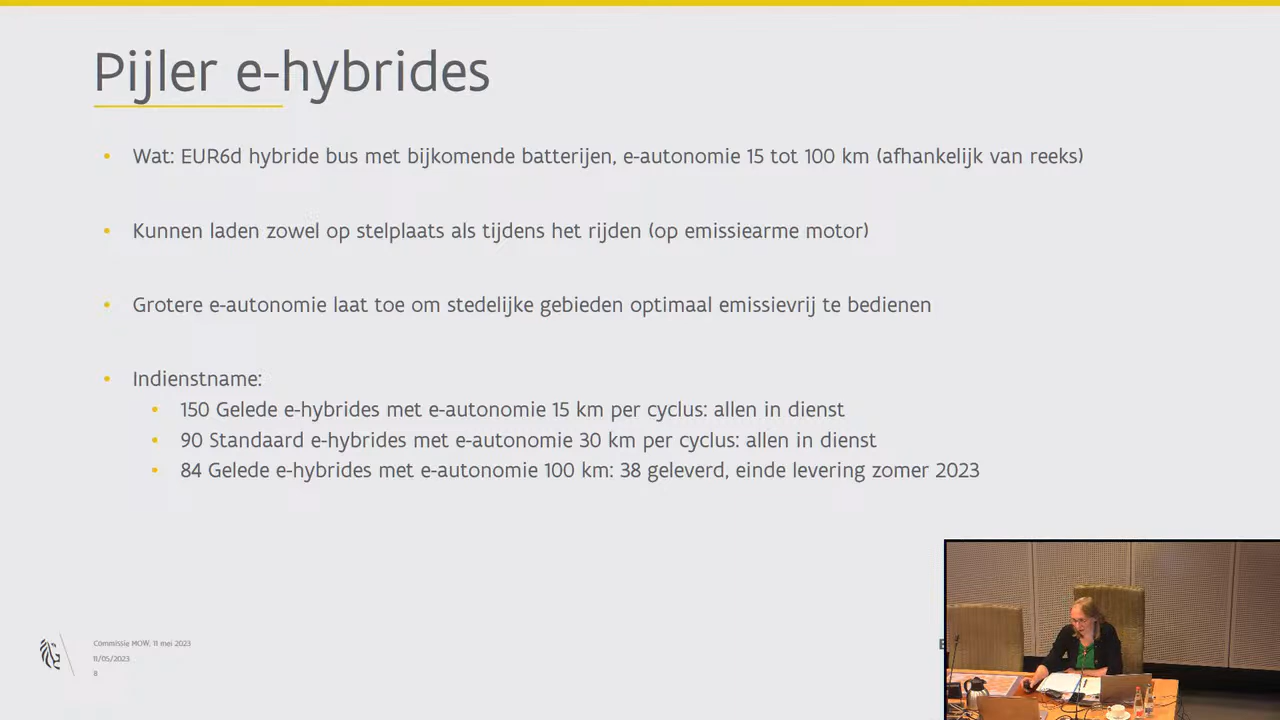 Pijler e-hybrides
• Wat: EUR6d hybride bus met bijkomende batterijen, e-autonomie 15 tot 100 km (afhankelijk van reeks)
• Kunnen laden zowel op stelplaats als tijdens het rijden (op emissiearme motor)
• Grotere e-autonomie laat toe om stedelijke gebieden optimaal emissievrij te bedienen
• Indienstname:
• 150 Gelede e-hybrides met e-autonomie 15 km per cyclus: allen in dienst
• 90 Standaard e-hybrides met e-autonomie 30 km per cyclus: allen in dienst
• 84 Gelede e-hybrides met e-autonomie 100 km: 38 geleverd, einde levering zomer 2023
Commissie MOW, 11 mei 2023
11/05/2023
8